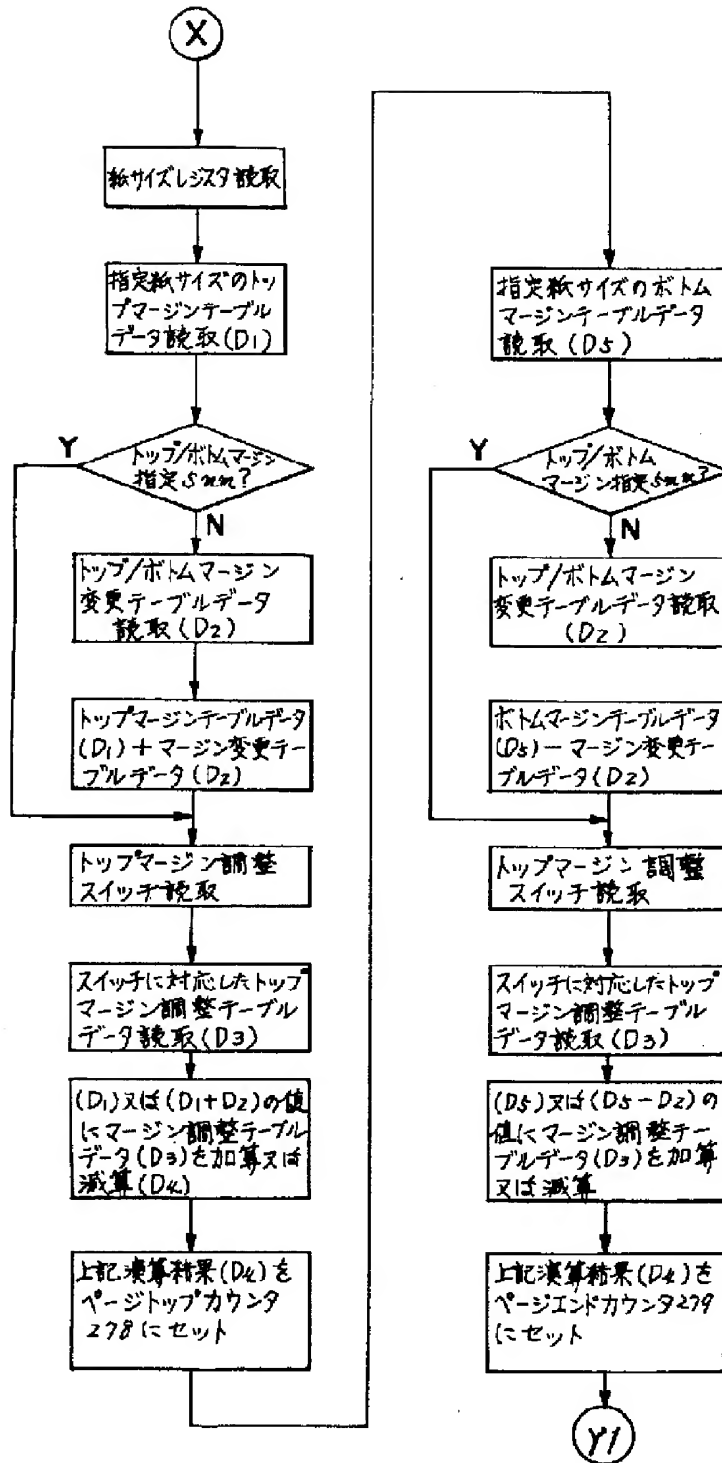 X
紙サイズレジスタ読取
指定紙サイズのトッ
プマージンテーブル
データ読取(D1)
トップ/ボトムマージン
指定5mm?
Y
N
トップ/ボトムマージン
変更テーブルデータ
読取(D2)
トップマージンテーブルデータ
(D1)+マージン変更テー
ブルデータ(D2)
トップマージン調整
スイッチ読取
スイッチに対応したトップ
マージン調整テーブル
データ読取(D3)
(D1)又は(D1+D2)の値
にマージン調整テーブル
データ(D3)を加算又は
減算(D4)
上記演算結果(D4)を
ページトップカウンタ
278にセット
指定紙サイズのボトム
マージンテーブルデータ
読取(D5)
トップ/ボトム
マージン指定5mm?
Y
N
トップ/ボトムマージン
変更テーブルデータ読取
(D2)
ボトムマージンテーブルデータ
(D5)-マージン変更テー
ブルデータ(D2)
トップマージン調整
スイッチ読取
スイッチに対応したトップ
マージン調整テーブル
データ読取(D3)
(D5)又は(D5-D2)の
値にマージン調整テー
ブルデータ(D3)を加算
又は減算
上記演算結果(D4)を
ページエンドカウンタ279
にセット
Y1